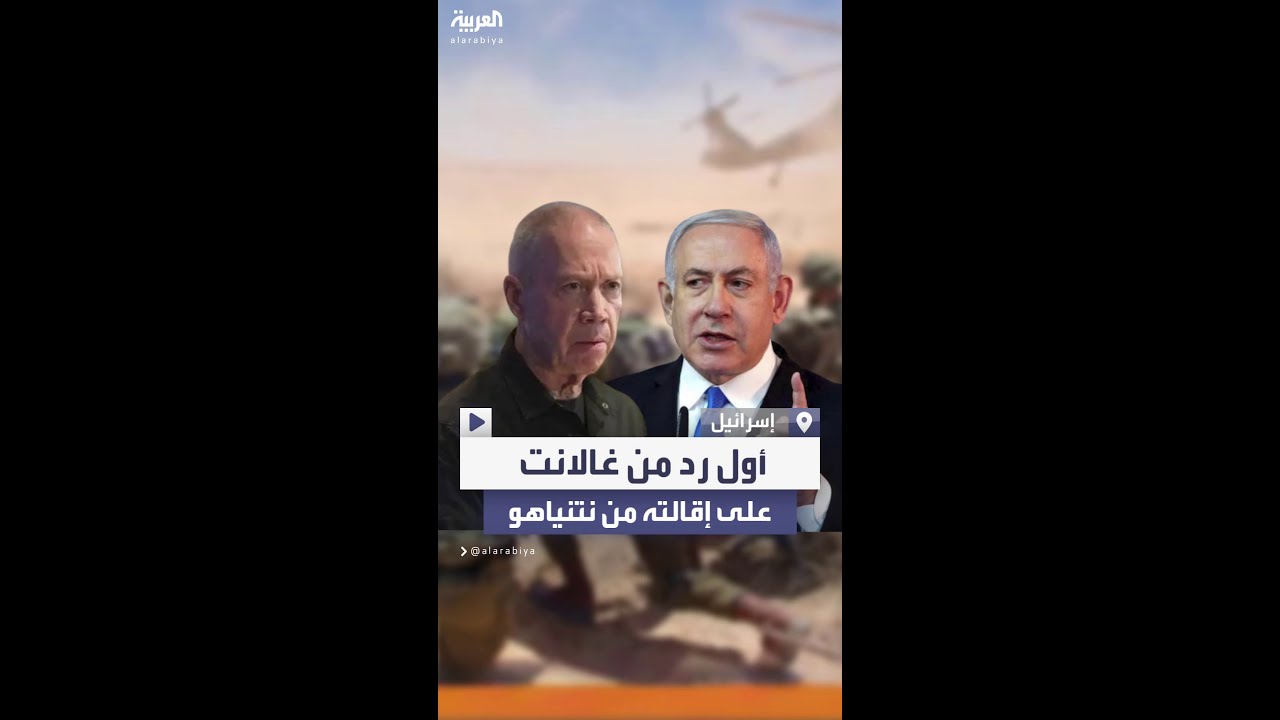 العربية
alarabiya
إسرائيل
أول رد من غالانت
على إقالته من نتنياهو
@alarabiya